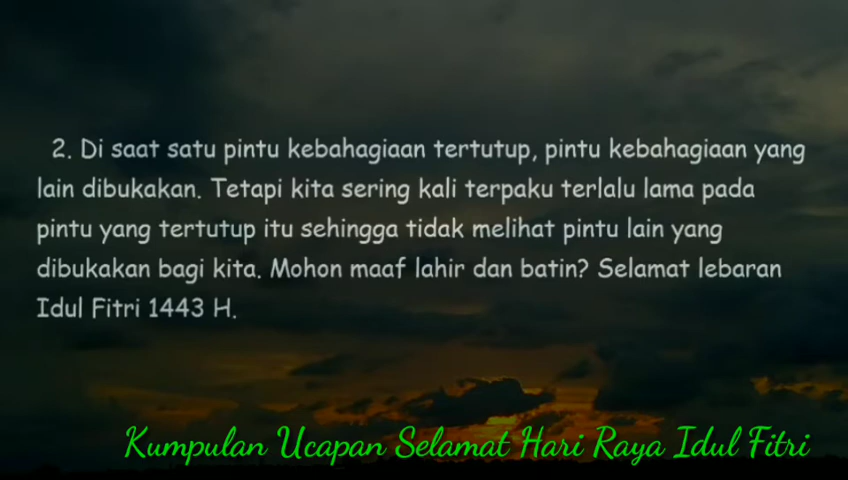 2. Di saat satu pintu kebahagiaan tertutup, pintu kebahagiaan yang
lain dibukakan. Tetapi kita sering kali terpaku terlalu lama pada
pintu yang tertutup itu sehingga tidak melihat pintu lain yang
dibukakan bagi kita. Mohon maaf lahir dan batin? Selamat lebaran
Idul Fitri 1443 H.
Kumpulan Ucapan Selamat Hari Raya Idul Fitri